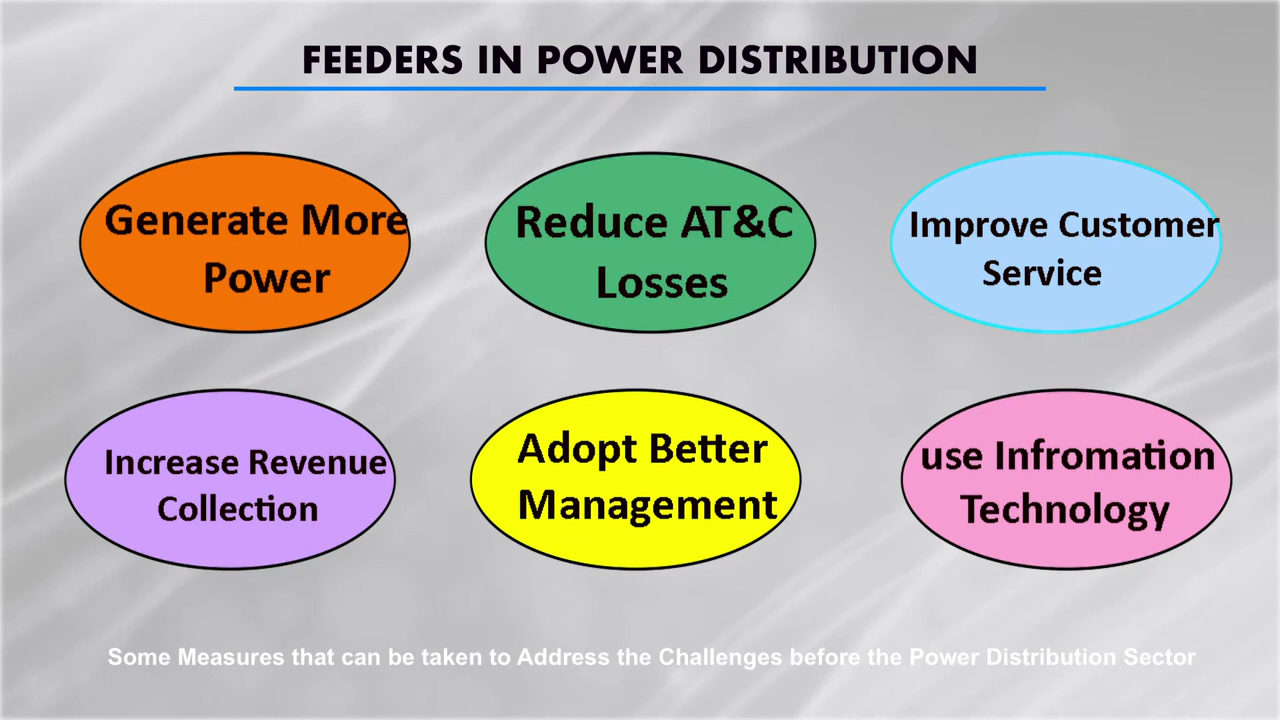 FEEDERS IN POWER DISTRIBUTION
Generate More
Power
Reduce AT&C
Losses
Improve Customer
Service
Increase Revenue
Collection
Adopt Better
Management
use Infromation
Technology
Some Measures that can be taken to Address the Challenges before the Power Distribution Sector